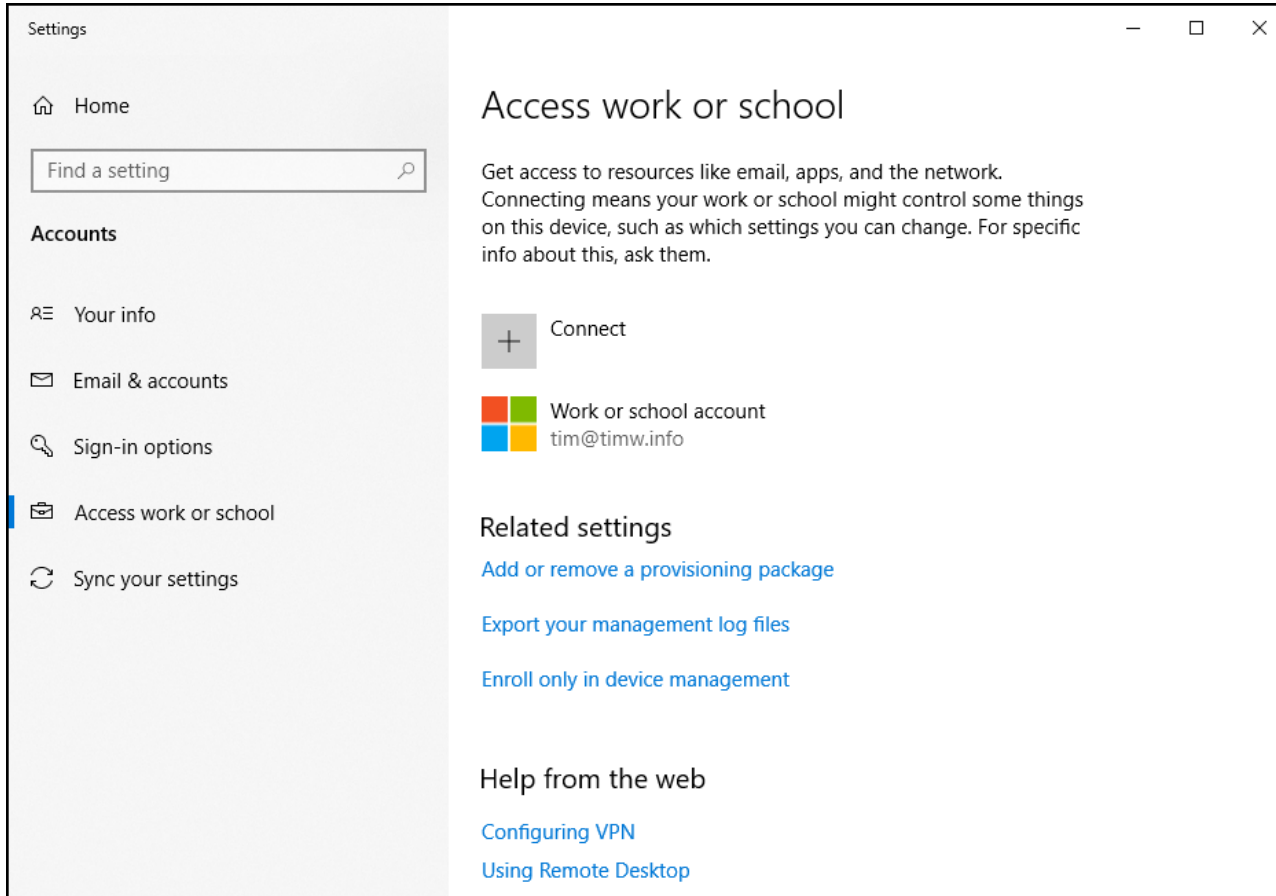 Settings
Home
Find a setting
Accounts
Your info
Email & accounts
Sign-in options
Access work or school
Sync your settings
Access work or school
Get access to resources like email, apps, and the network.
Connecting means your work or school might control some things
on this device, such as which settings you can change. For specific
info about this, ask them.
Connect
Work or school account
tim@timw.info
Related settings
Add or remove a provisioning package
Export your management log files
Enroll only in device management
Help from the web
Configuring VPN
Using Remote Desktop